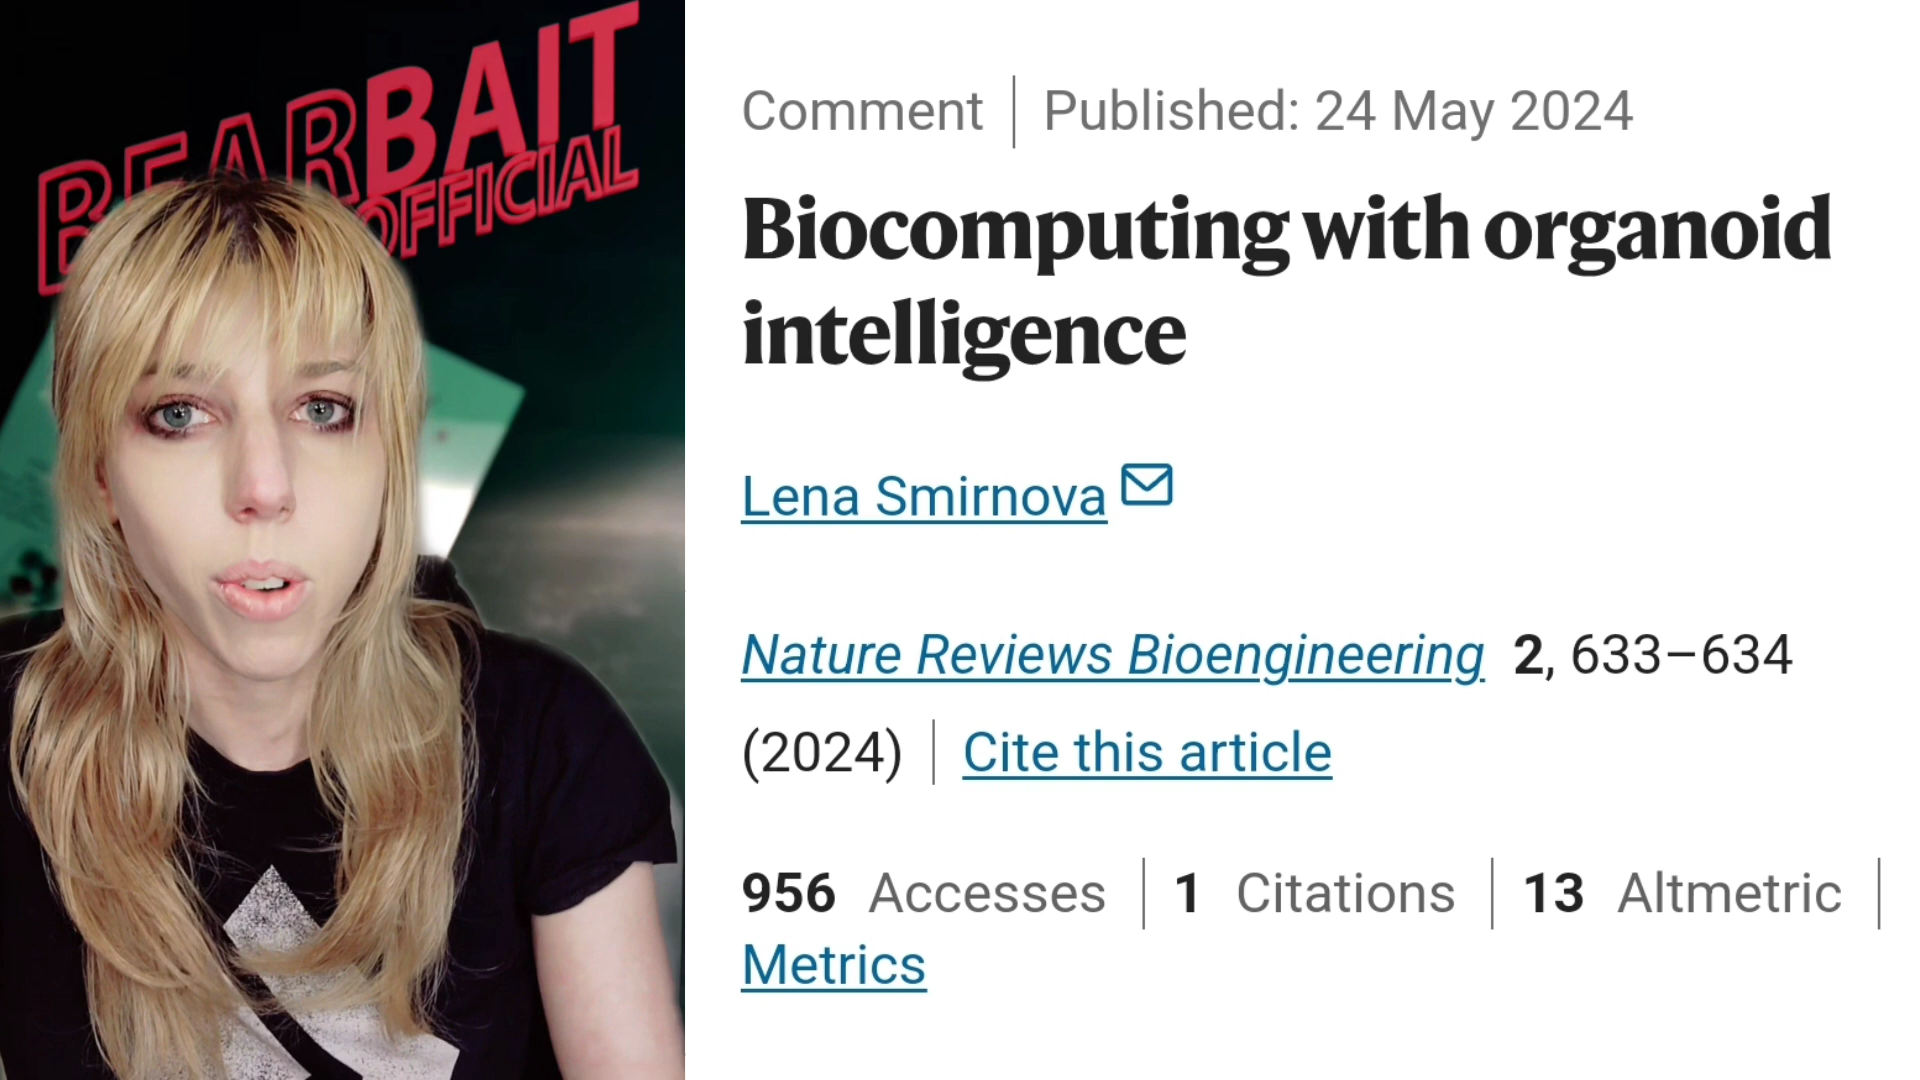 BEARBAIT
OFFICIAL
Comment | Published: 24 May 2024
Biocomputing with organoid
intelligence
Lena Smirnova
Nature Reviews Bioengineering 2, 633–634
(2024) | Cite this article
956 Accesses | 1 Citations | 13 Altmetric |
Metrics